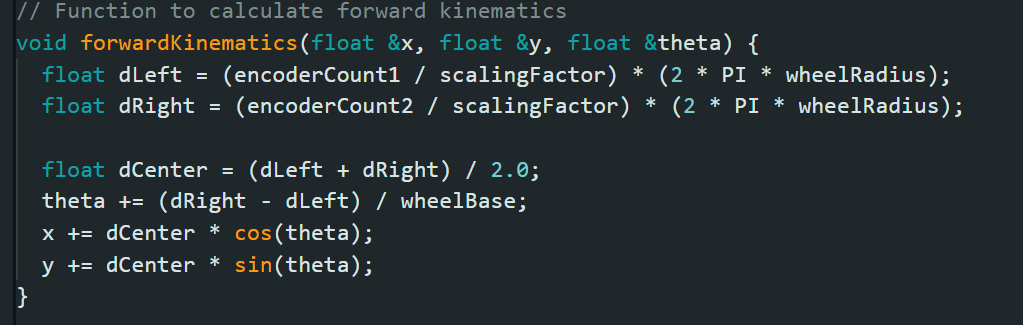 // Function to calculate forward kinematics
void forwardKinematics(float &x, float &y, float &theta) {
  float dLeft = (encoderCount1 / scalingFactor) * (2 * PI * wheelRadius);
  float dRight = (encoderCount2 / scalingFactor) * (2 * PI * wheelRadius);

  float dCenter = (dLeft + dRight) / 2.0;
  theta += (dRight - dLeft) / wheelBase;
  x += dCenter * cos(theta);
  y += dCenter * sin(theta);
}